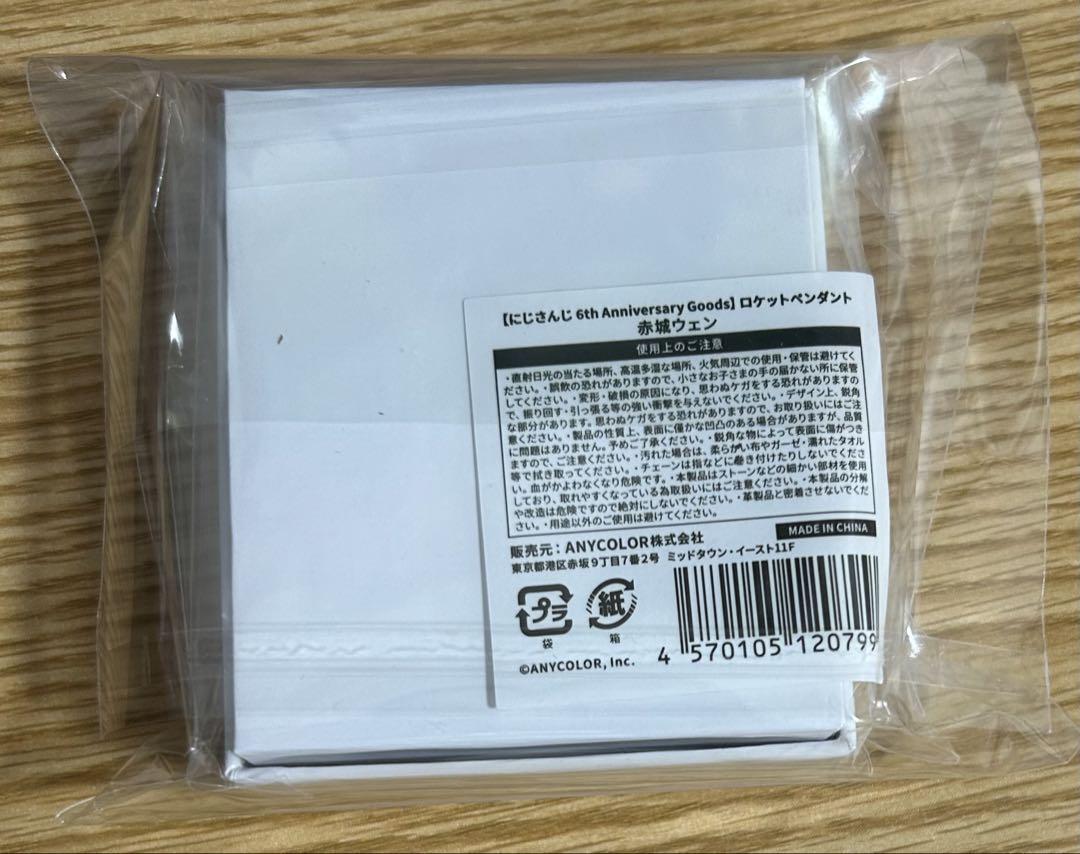 【にじさんじ 6th Anniversary Goods】ロケットペンダント
赤城ウェン
使用上のご注意
・直射日光の当たる場所、高温多湿な場所、火気周辺での使用・保管は避けてく
ださい。・誤飲の恐れがありますので、小さなお子さまの手の届かない所に保管
してください。・変形・破損の原因になり、思わぬケガをする恐れがありますの
で、振り回す・引っ張る等の強い衝撃を与えないでください。・デザイン上、鋭角
な部分があります。思わぬケガをする恐れがありますので、お取り扱いにはご注
意ください。・製品の性質上、表面に僅かな凹凸のある場合がありますが、品質
に問題はありません。予めご了承ください。・鋭角な物によって表面に傷がつき
ますので、ご注意ください。・汚れた場合は、柔らかい布やガーゼ・濡れたタオル
等で拭き取ってください。・チェーンは指などに巻き付けたりしないでくださ
い。血がかよわなくなり危険です。・本製品はストーンなどの細かい部材を使用
しており、取れやすくなっている為取扱いにはご注意ください。・本製品の分解
や改造は危険ですので絶対にしないでください。・革製品と密着させないでくだ
さい。・用途以外のご使用は避けてください。
MADE IN CHINA
販売元：ANYCOLOR株式会社
東京都港区赤坂9丁目7番2号 ミッドタウン・イースト11F
プラ
袋
紙
箱
©ANYCOLOR, Inc.
4 570105 120799